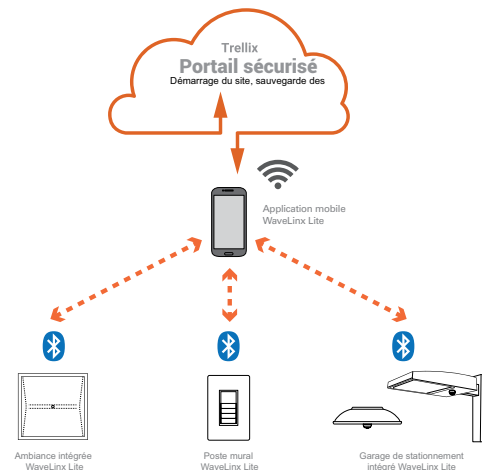 Trellix
Portail sécurisé
Démarrage du site, sauvegarde des
Application mobile
WaveLinx Lite
Ambiance intégrée
WaveLinx Lite
Poste mural
WaveLinx Lite
Garage de stationnement
intégré WaveLinx Lite